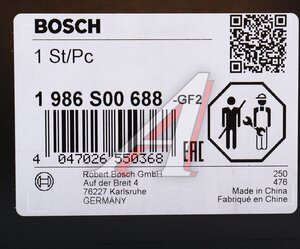 BOSCH
1 St/Pc
1 986 S00 688 -GF2
4 047026 550368
EAC
Robert Bosch GmbH
Auf der Breit 4
76227 Karlsruhe
GERMANY
250
476
Made in China
Fabriqué en Chine